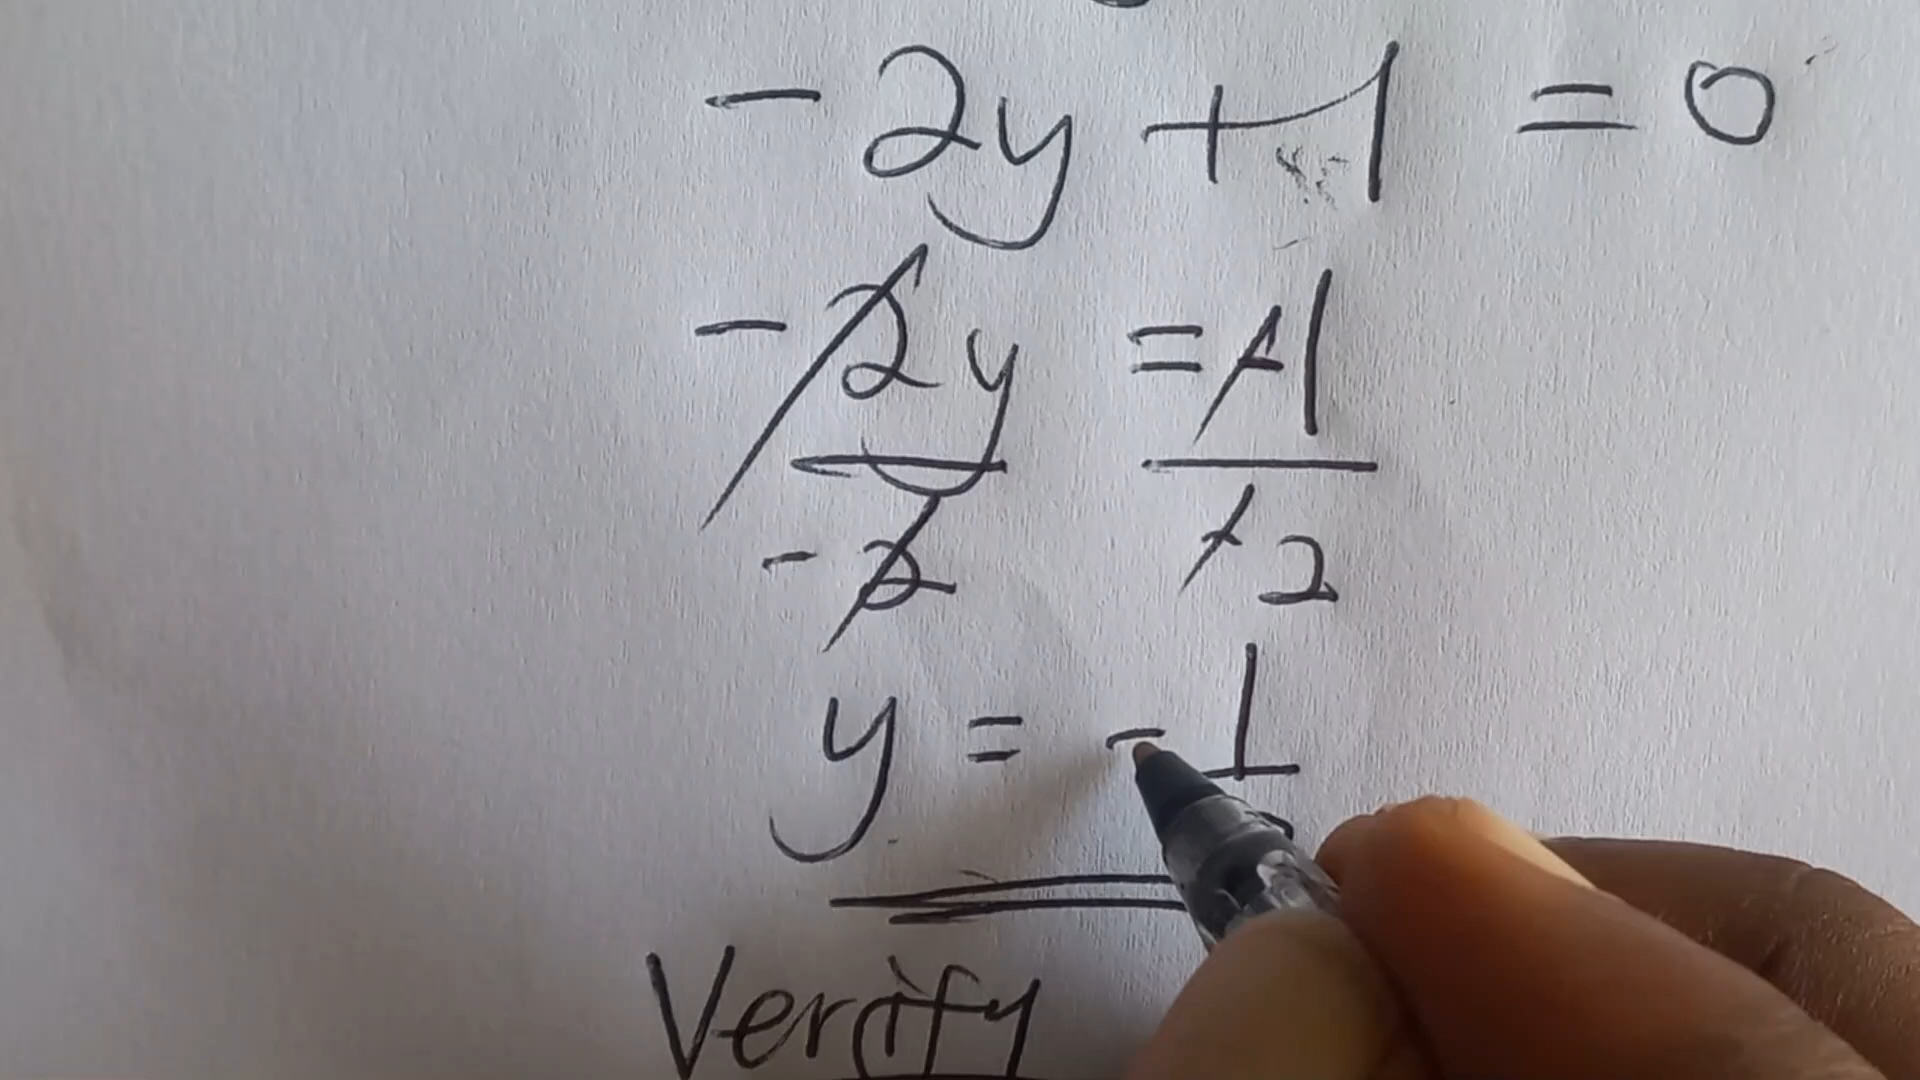 -2y + 1 = 0
-2y = -1
-2 -2
y = -1
Verify